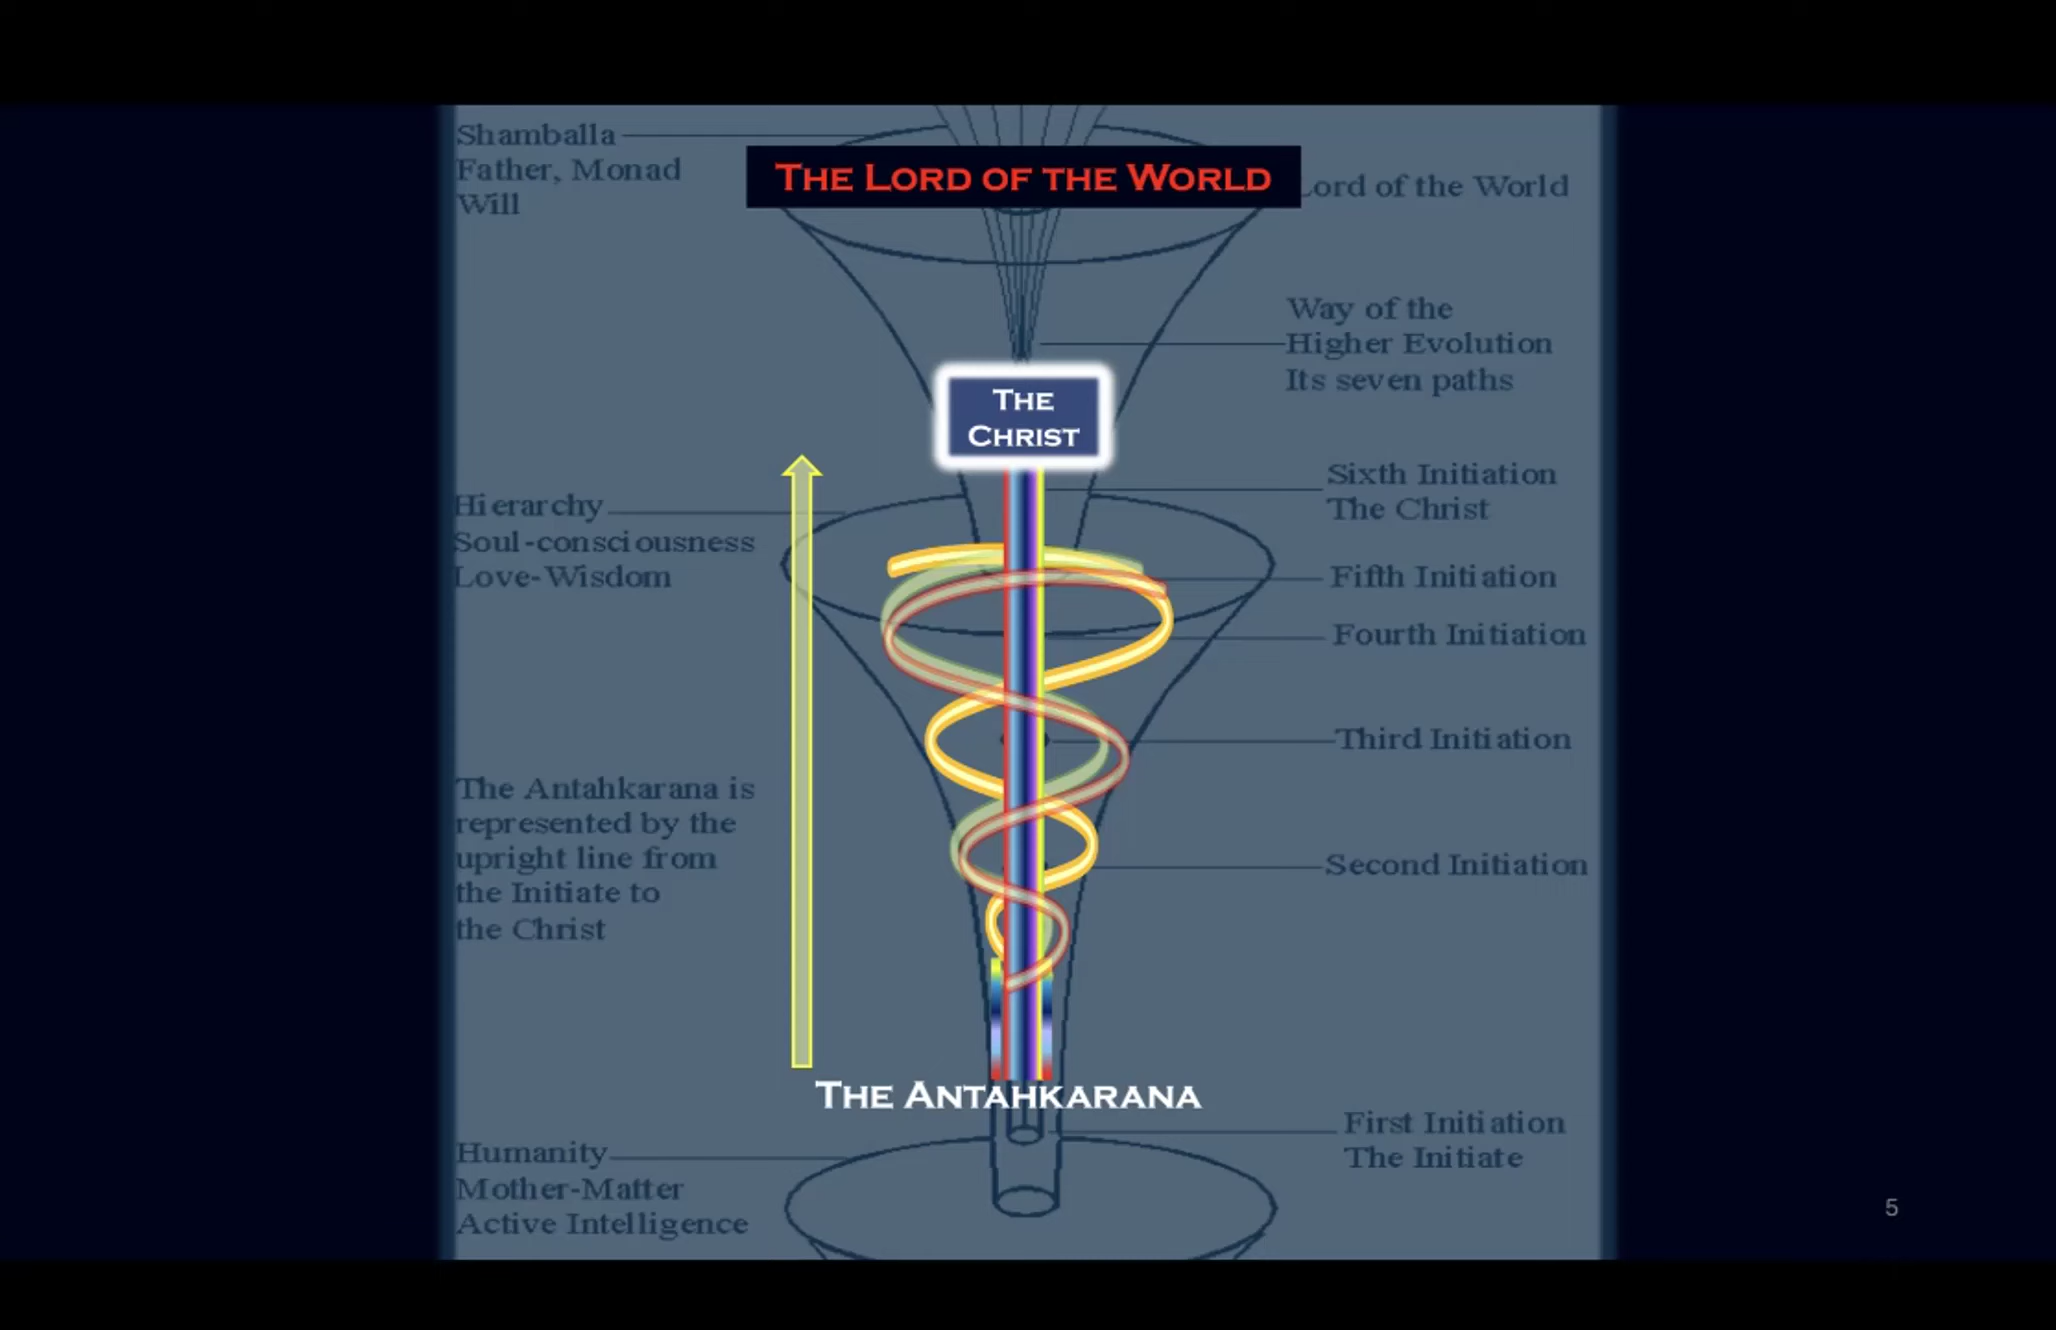 Shamballa
Father, Monad
Will
THE LORD OF THE WORLD
Lord of the World
Way of the
Higher Evolution
Its seven paths
THE
CHRIST
Sixth Initiation
The Christ
Hierarchy
Soul-consciousness
Love-Wisdom
Fifth Initiation
Fourth Initiation
Third Initiation
The Antahkarana is
represented by the
upright line from
the Initiate to
the Christ
Second Initiation
THE ANTAHKARANA
First Initiation
The Initiate
Humanity
Mother-Matter
Active Intelligence
5